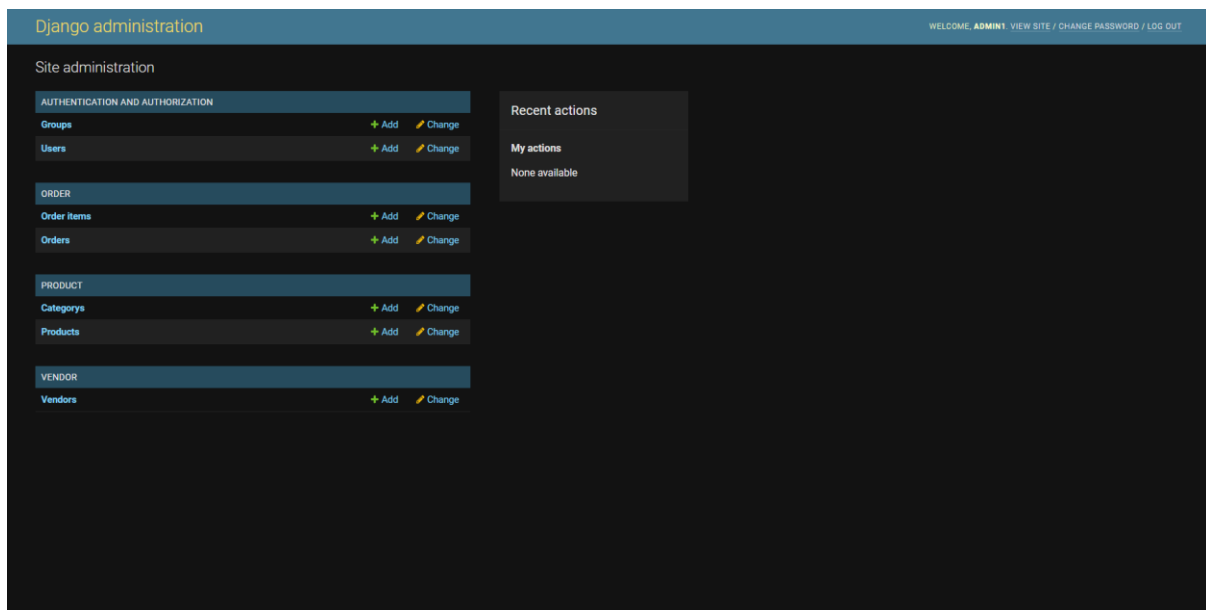 Django administration
WELCOME, ADMIN1. VIEW SITE / CHANGE PASSWORD / LOG OUT
Site administration
AUTHENTICATION AND AUTHORIZATION
Groups + Add Change
Users + Add Change
ORDER
Order items + Add Change
Orders + Add Change
PRODUCT
Categorys + Add Change
Products + Add Change
VENDOR
Vendors + Add Change
Recent actions
My actions
None available